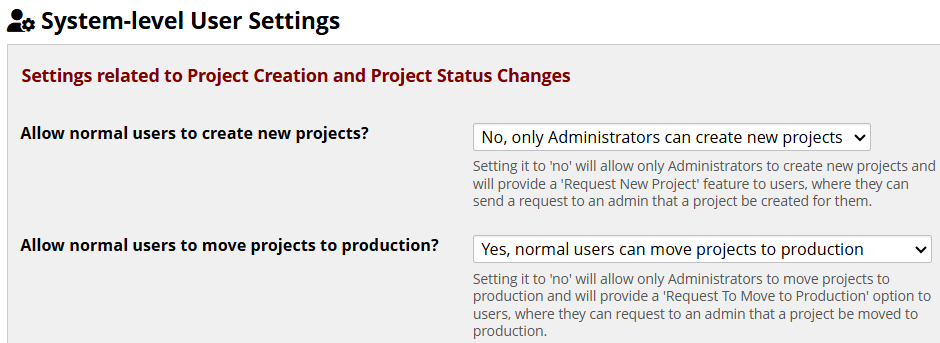 System-level User Settings
Settings related to Project Creation and Project Status Changes
Allow normal users to create new projects?
No, only Administrators can create new projects
Setting it to 'no' will allow only Administrators to create new projects and
will provide a 'Request New Project' feature to users, where they can
send a request to an admin that a project be created for them.
Allow normal users to move projects to production?
Yes, normal users can move projects to production
Setting it to 'no' will allow only Administrators to move projects to
production and will provide a 'Request To Move to Production' option to
users, where they can request to an admin that a project be moved to
production.